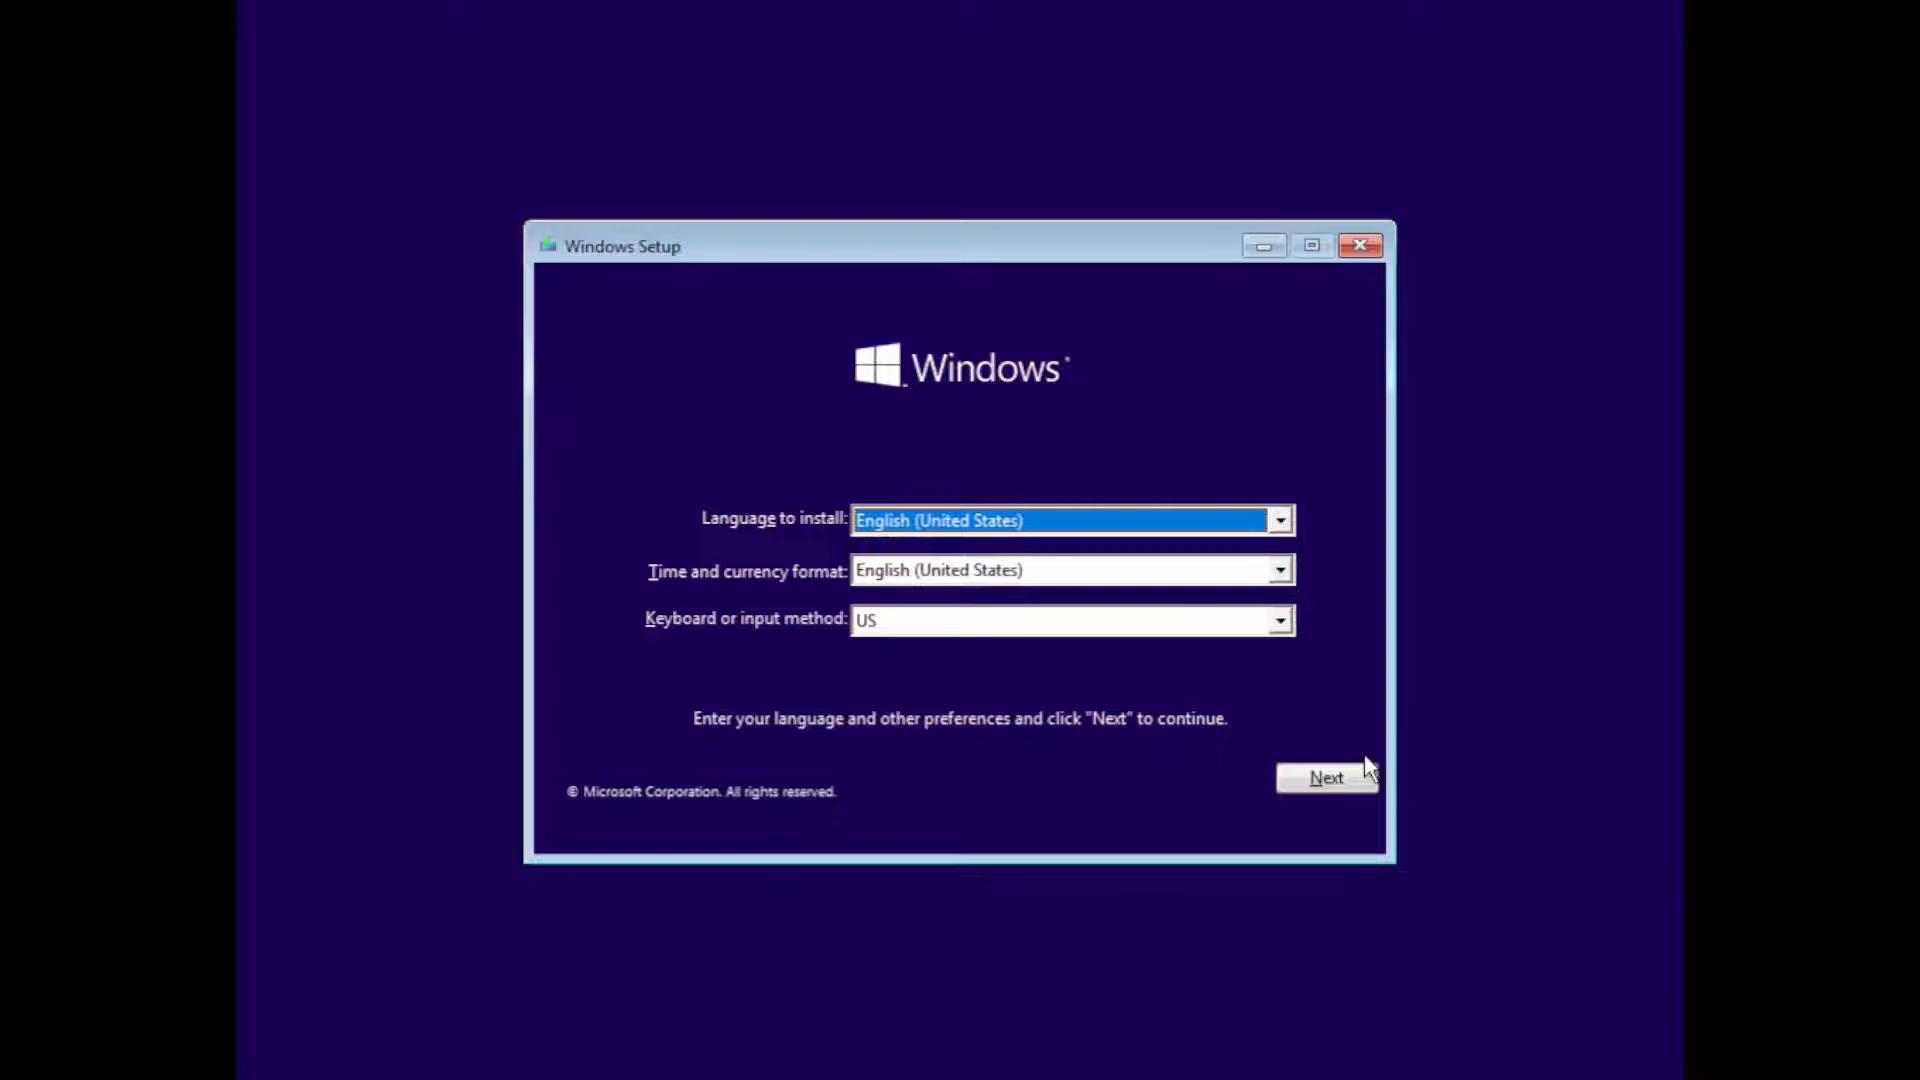 Windows Setup
Windows
Language to install: English (United States)
Time and currency format: English (United States)
Keyboard or input method: US
Enter your language and other preferences and click "Next" to continue.
Next
© Microsoft Corporation. All rights reserved.